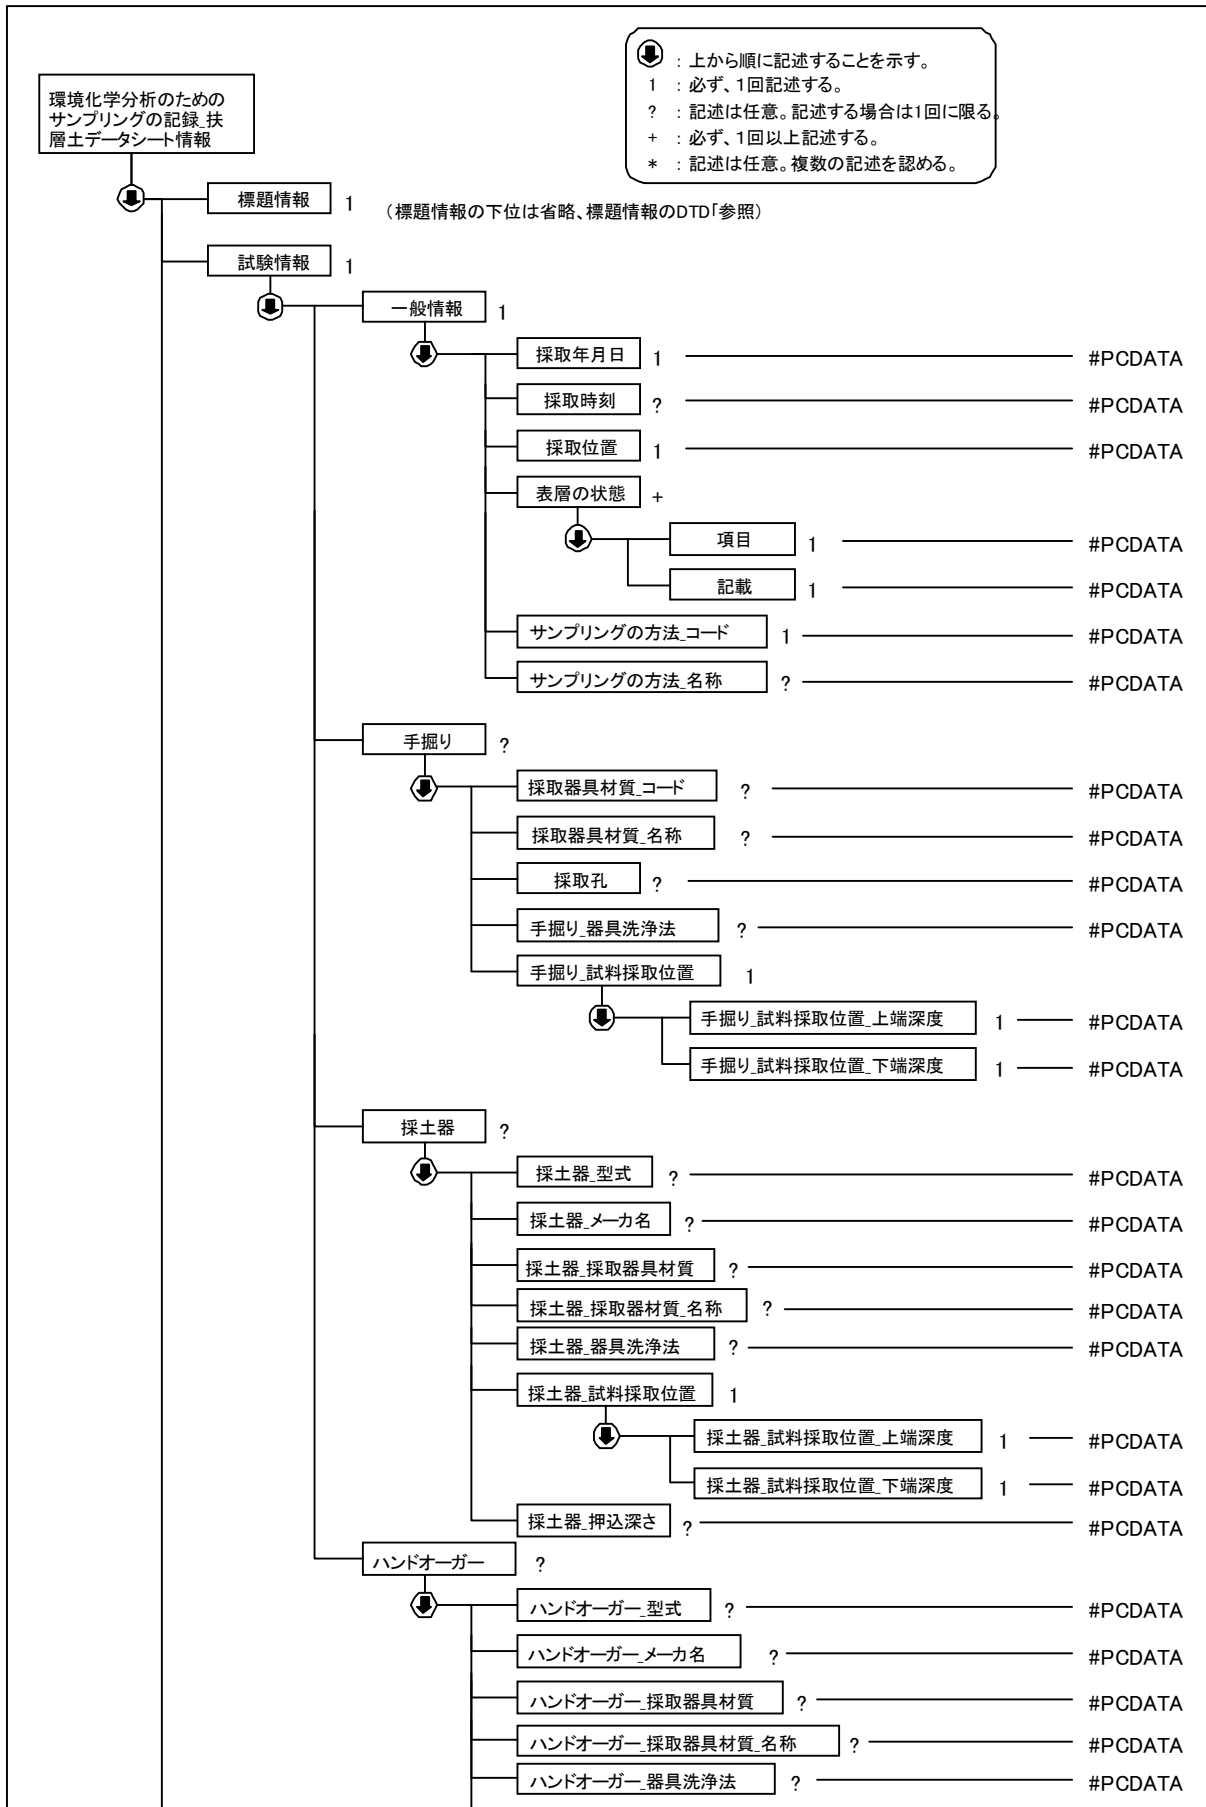 ：上から順に記述することを示す。
1 ：必ず、1回記述する。
? ：記述は任意。記述する場合は1回に限る。
+ ：必ず、1回以上記述する。
* ：記述は任意。複数の記述を認める。
環境化学分析のための
サンプリングの記録_扶
層土データシート情報
標題情報 1 （標題情報の下位は省略、標題情報のDTD「参照）
試験情報 1
一般情報 1
採取年月日 1 #PCDATA
採取時刻 ? #PCDATA
採取位置 1 #PCDATA
表層の状態 +
項目 1 #PCDATA
記載 1 #PCDATA
サンプリングの方法_コード 1 #PCDATA
サンプリングの方法_名称 ? #PCDATA
手掘り ?
採取器具材質_コード ? #PCDATA
採取器具材質_名称 ? #PCDATA
採取孔 ? #PCDATA
手掘り_器具洗浄法 ? #PCDATA
手掘り_試料採取位置 1
手掘り_試料採取位置_上端深度 1 #PCDATA
手掘り_試料採取位置_下端深度 1 #PCDATA
採土器 ?
採土器_型式 ? #PCDATA
採土器_メーカ名 ? #PCDATA
採土器_採取器具材質 ? #PCDATA
採土器_採取器材質_名称 ? #PCDATA
採土器_器具洗浄法 ? #PCDATA
採土器_試料採取位置 1
採土器_試料採取位置_上端深度 1 #PCDATA
採土器_試料採取位置_下端深度 1 #PCDATA
採土器_押込深さ ? #PCDATA
ハンドオーガー ?
ハンドオーガー_型式 ? #PCDATA
ハンドオーガー_メーカ名 ? #PCDATA
ハンドオーガー_採取器具材質 ? #PCDATA
ハンドオーガー_採取器具材質_名称 ? #PCDATA
ハンドオーガー_器具洗浄法 ? #PCDATA